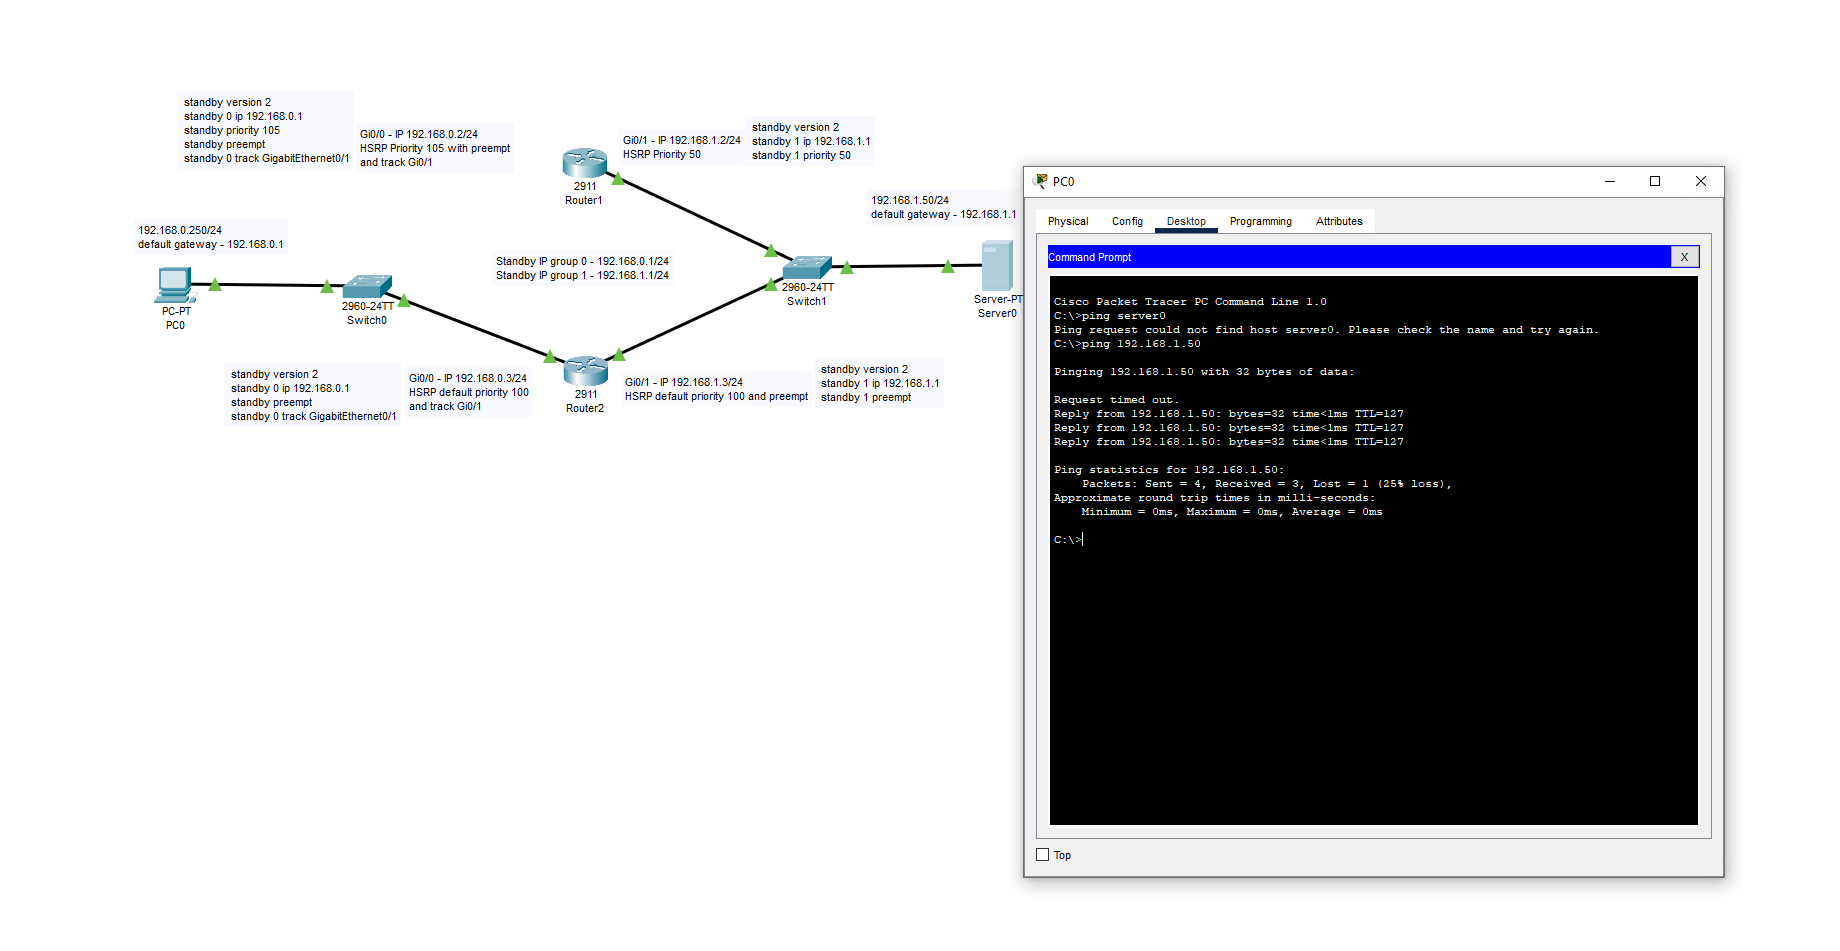 standby version 2
standby 0 ip 192.168.0.1
standby priority 105
standby preempt
standby 0 track GigabitEthernet0/1
Gi0/0 - IP 192.168.0.2/24
HSRP Priority 105 with preempt
and track Gi0/1
2911
Router1
Gi0/1 - IP 192.168.1.2/24
HSRP Priority 50
standby version 2
standby 1 ip 192.168.1.1
standby 1 priority 50
192.168.1.50/24
default gateway - 192.168.1.1
192.168.0.250/24
default gateway - 192.168.0.1
PC-PT
PC0
2960-24TT
Switch0
Standby IP group 0 - 192.168.0.1/24
Standby IP group 1 - 192.168.1.1/24
2960-24TT
Switch1
Server-PT
Server0
standby version 2
standby 0 ip 192.168.0.1
standby preempt
standby 0 track GigabitEthernet0/1
Gi0/0 - IP 192.168.0.3/24
HSRP default priority 100
and track Gi0/1
2911
Router2
Gi0/1 - IP 192.168.1.3/24
HSRP default priority 100 and preempt
standby version 2
standby 1 ip 192.168.1.1
standby 1 preempt
PC0
Physical Config Desktop Programming Attributes
Command Prompt
X
Cisco Packet Tracer PC Command Line 1.0
C:\>ping server0
Ping request could not find host server0. Please check the name and try again.
C:\>ping 192.168.1.50
Pinging 192.168.1.50 with 32 bytes of data:
Request timed out.
Reply from 192.168.1.50: bytes=32 time<1ms TTL=127
Reply from 192.168.1.50: bytes=32 time<1ms TTL=127
Reply from 192.168.1.50: bytes=32 time<1ms TTL=127
Ping statistics for 192.168.1.50:
Packets: Sent = 4, Received = 3, Lost = 1 (25% loss),
Approximate round trip times in milli-seconds:
Minimum = 0ms, Maximum = 0ms, Average = 0ms
C:\>
Top